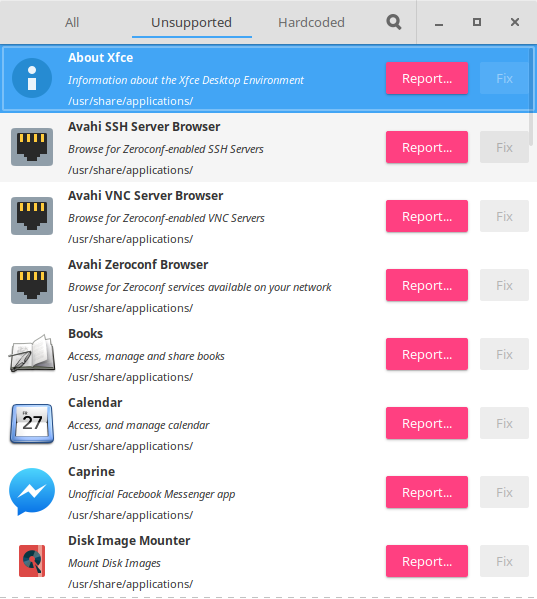 All Unsupported Hardcoded
About Xfce
Information about the Xfce Desktop Environment
/usr/share/applications/
Report... Fix
Avahi SSH Server Browser
Browse for Zeroconf-enabled SSH Servers
/usr/share/applications/
Report... Fix
Avahi VNC Server Browser
Browse for Zeroconf-enabled VNC Servers
/usr/share/applications/
Report... Fix
Avahi Zeroconf Browser
Browse for Zeroconf services available on your network
/usr/share/applications/
Report... Fix
Books
Access, manage and share books
/usr/share/applications/
Report... Fix
27
Calendar
Access, and manage calendar
/usr/share/applications/
Report... Fix
Caprine
Unofficial Facebook Messenger app
/usr/share/applications/
Report... Fix
Disk Image Mounter
Mount Disk Images
/usr/share/applications/
Report... Fix